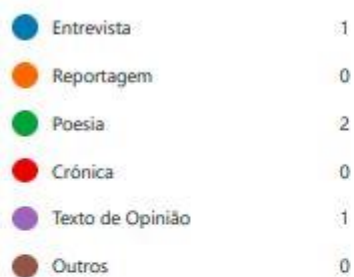 Entrevista 1
Reportagem 0
Poesia 2
Crónica 0
Texto de Opinião 1
Outros 0